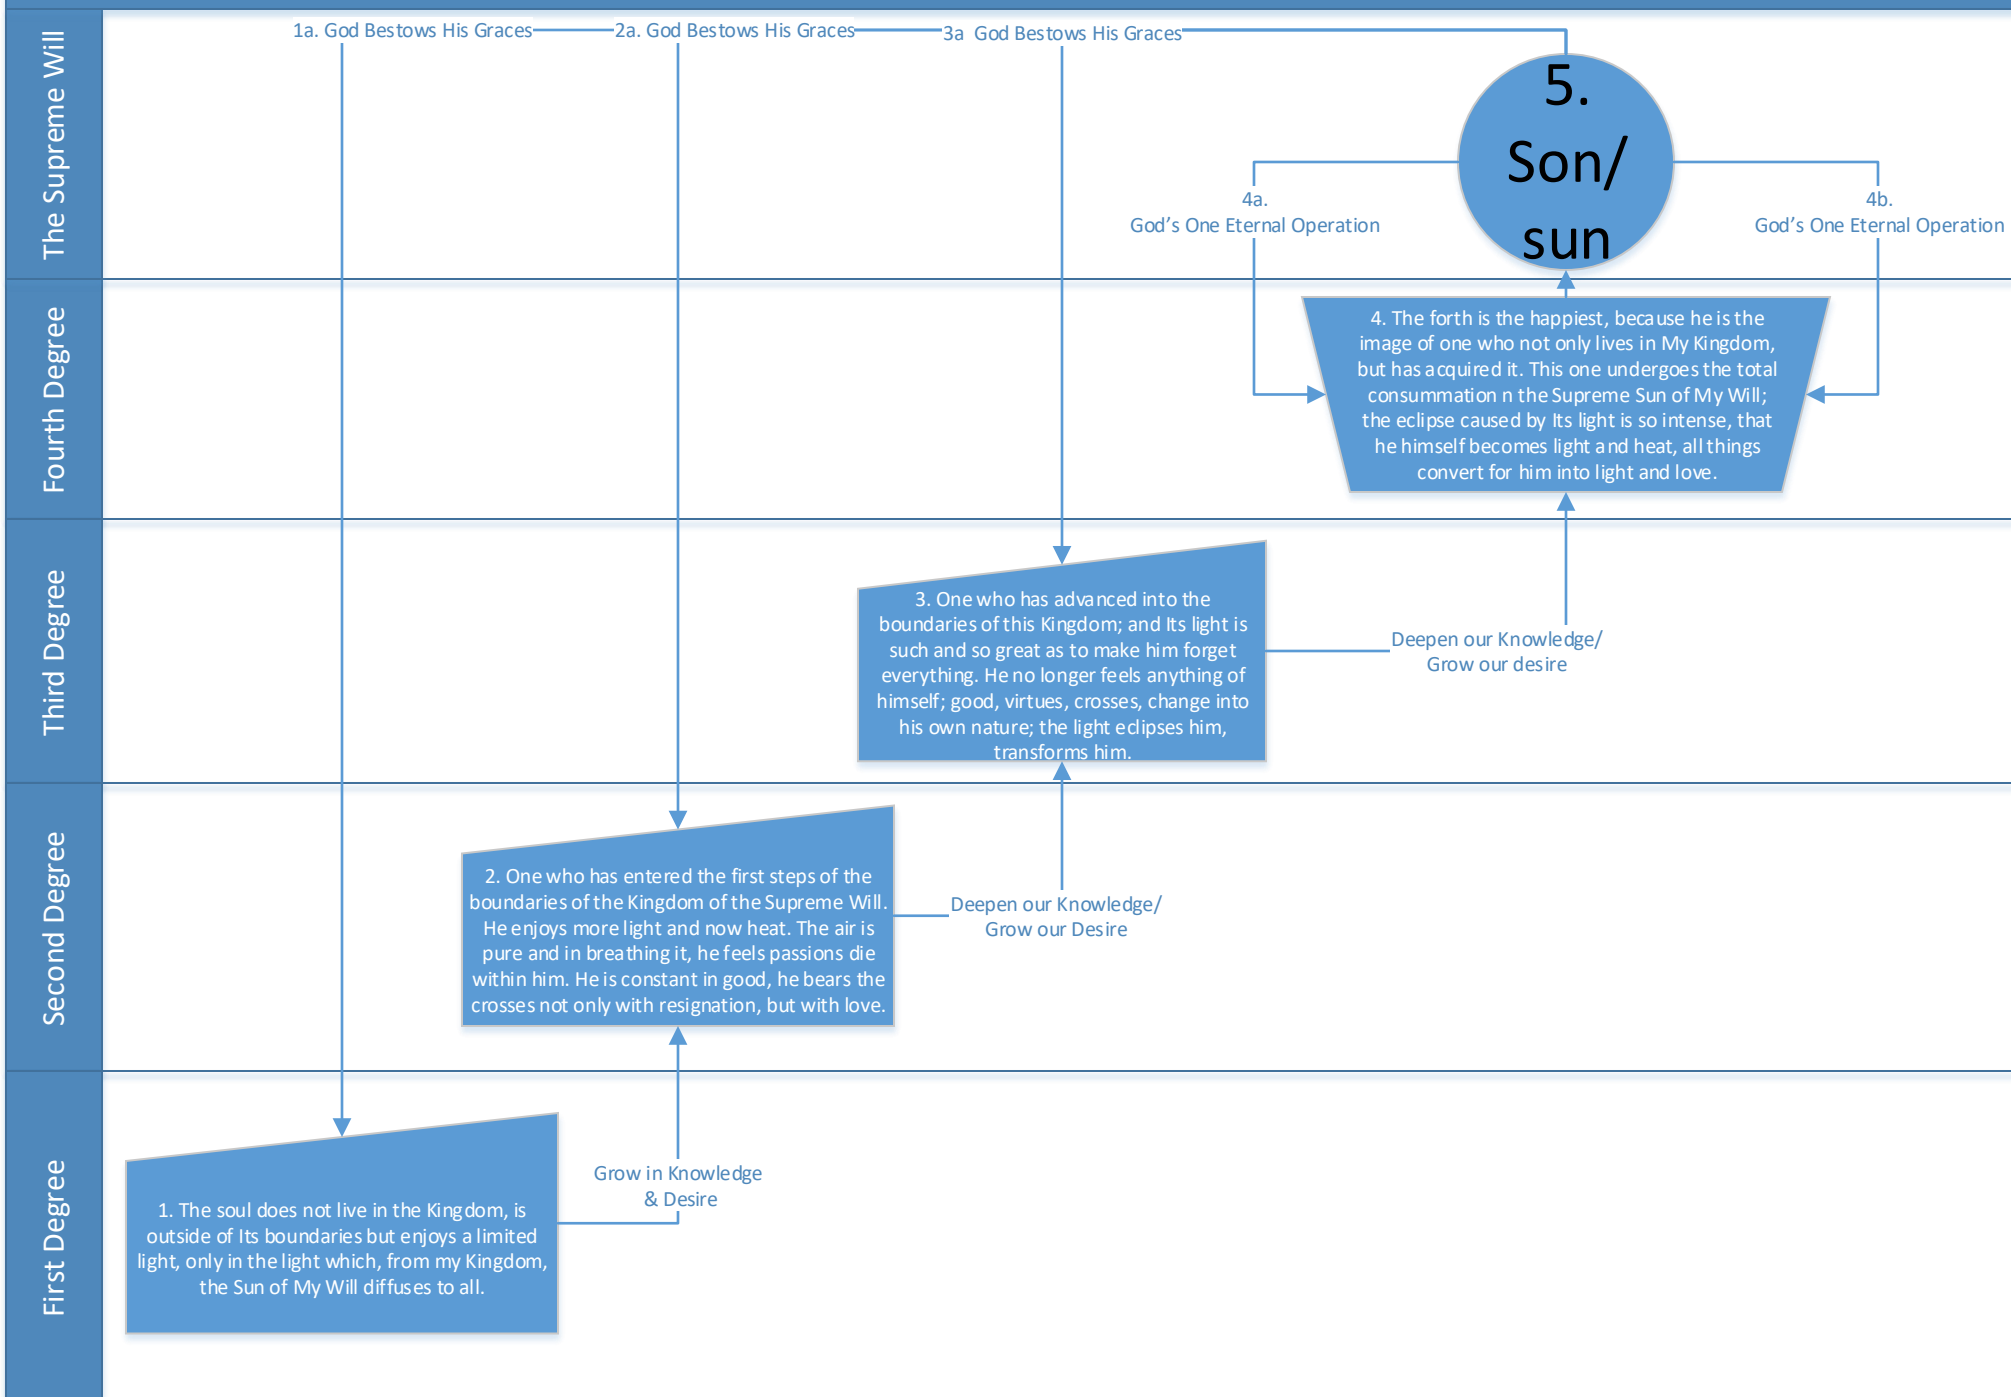 The Supreme Will
1a. God Bestows His Graces
2a. God Bestows His Graces
3a God Bestows His Graces
5.
Son/
sun
4a.
God's One Eternal Operation
4b.
God's One Eternal Operation
Fourth Degree
4. The forth is the happiest, because he is the
image of one who not only lives in My Kingdom,
but has acquired it. This one undergoes the total
consummation n the Supreme Sun of My Will;
the eclipse caused by Its light is so intense, that
he himself becomes light and heat, all things
convert for him into light and love.
Third Degree
3. One who has advanced into the
boundaries of this Kingdom; and Its light is
such and so great as to make him forget
everything. He no longer feels anything of
himself; good, virtues, crosses, change into
his own nature; the light eclipses him,
transforms him.
Deepen our Knowledge/
Grow our desire
Second Degree
2. One who has entered the first steps of the
boundaries of the Kingdom of the Supreme Will.
He enjoys more light and now heat. The air is
pure and in breathing it, he feels passions die
within him. He is constant in good, he bears the
crosses not only with resignation, but with love.
Deepen our Knowledge/
Grow our Desire
First Degree
1. The soul does not live in the Kingdom, is
outside of Its boundaries but enjoys a limited
light, only in the light which, from my Kingdom,
the Sun of My Will diffuses to all.
Grow in Knowledge
& Desire